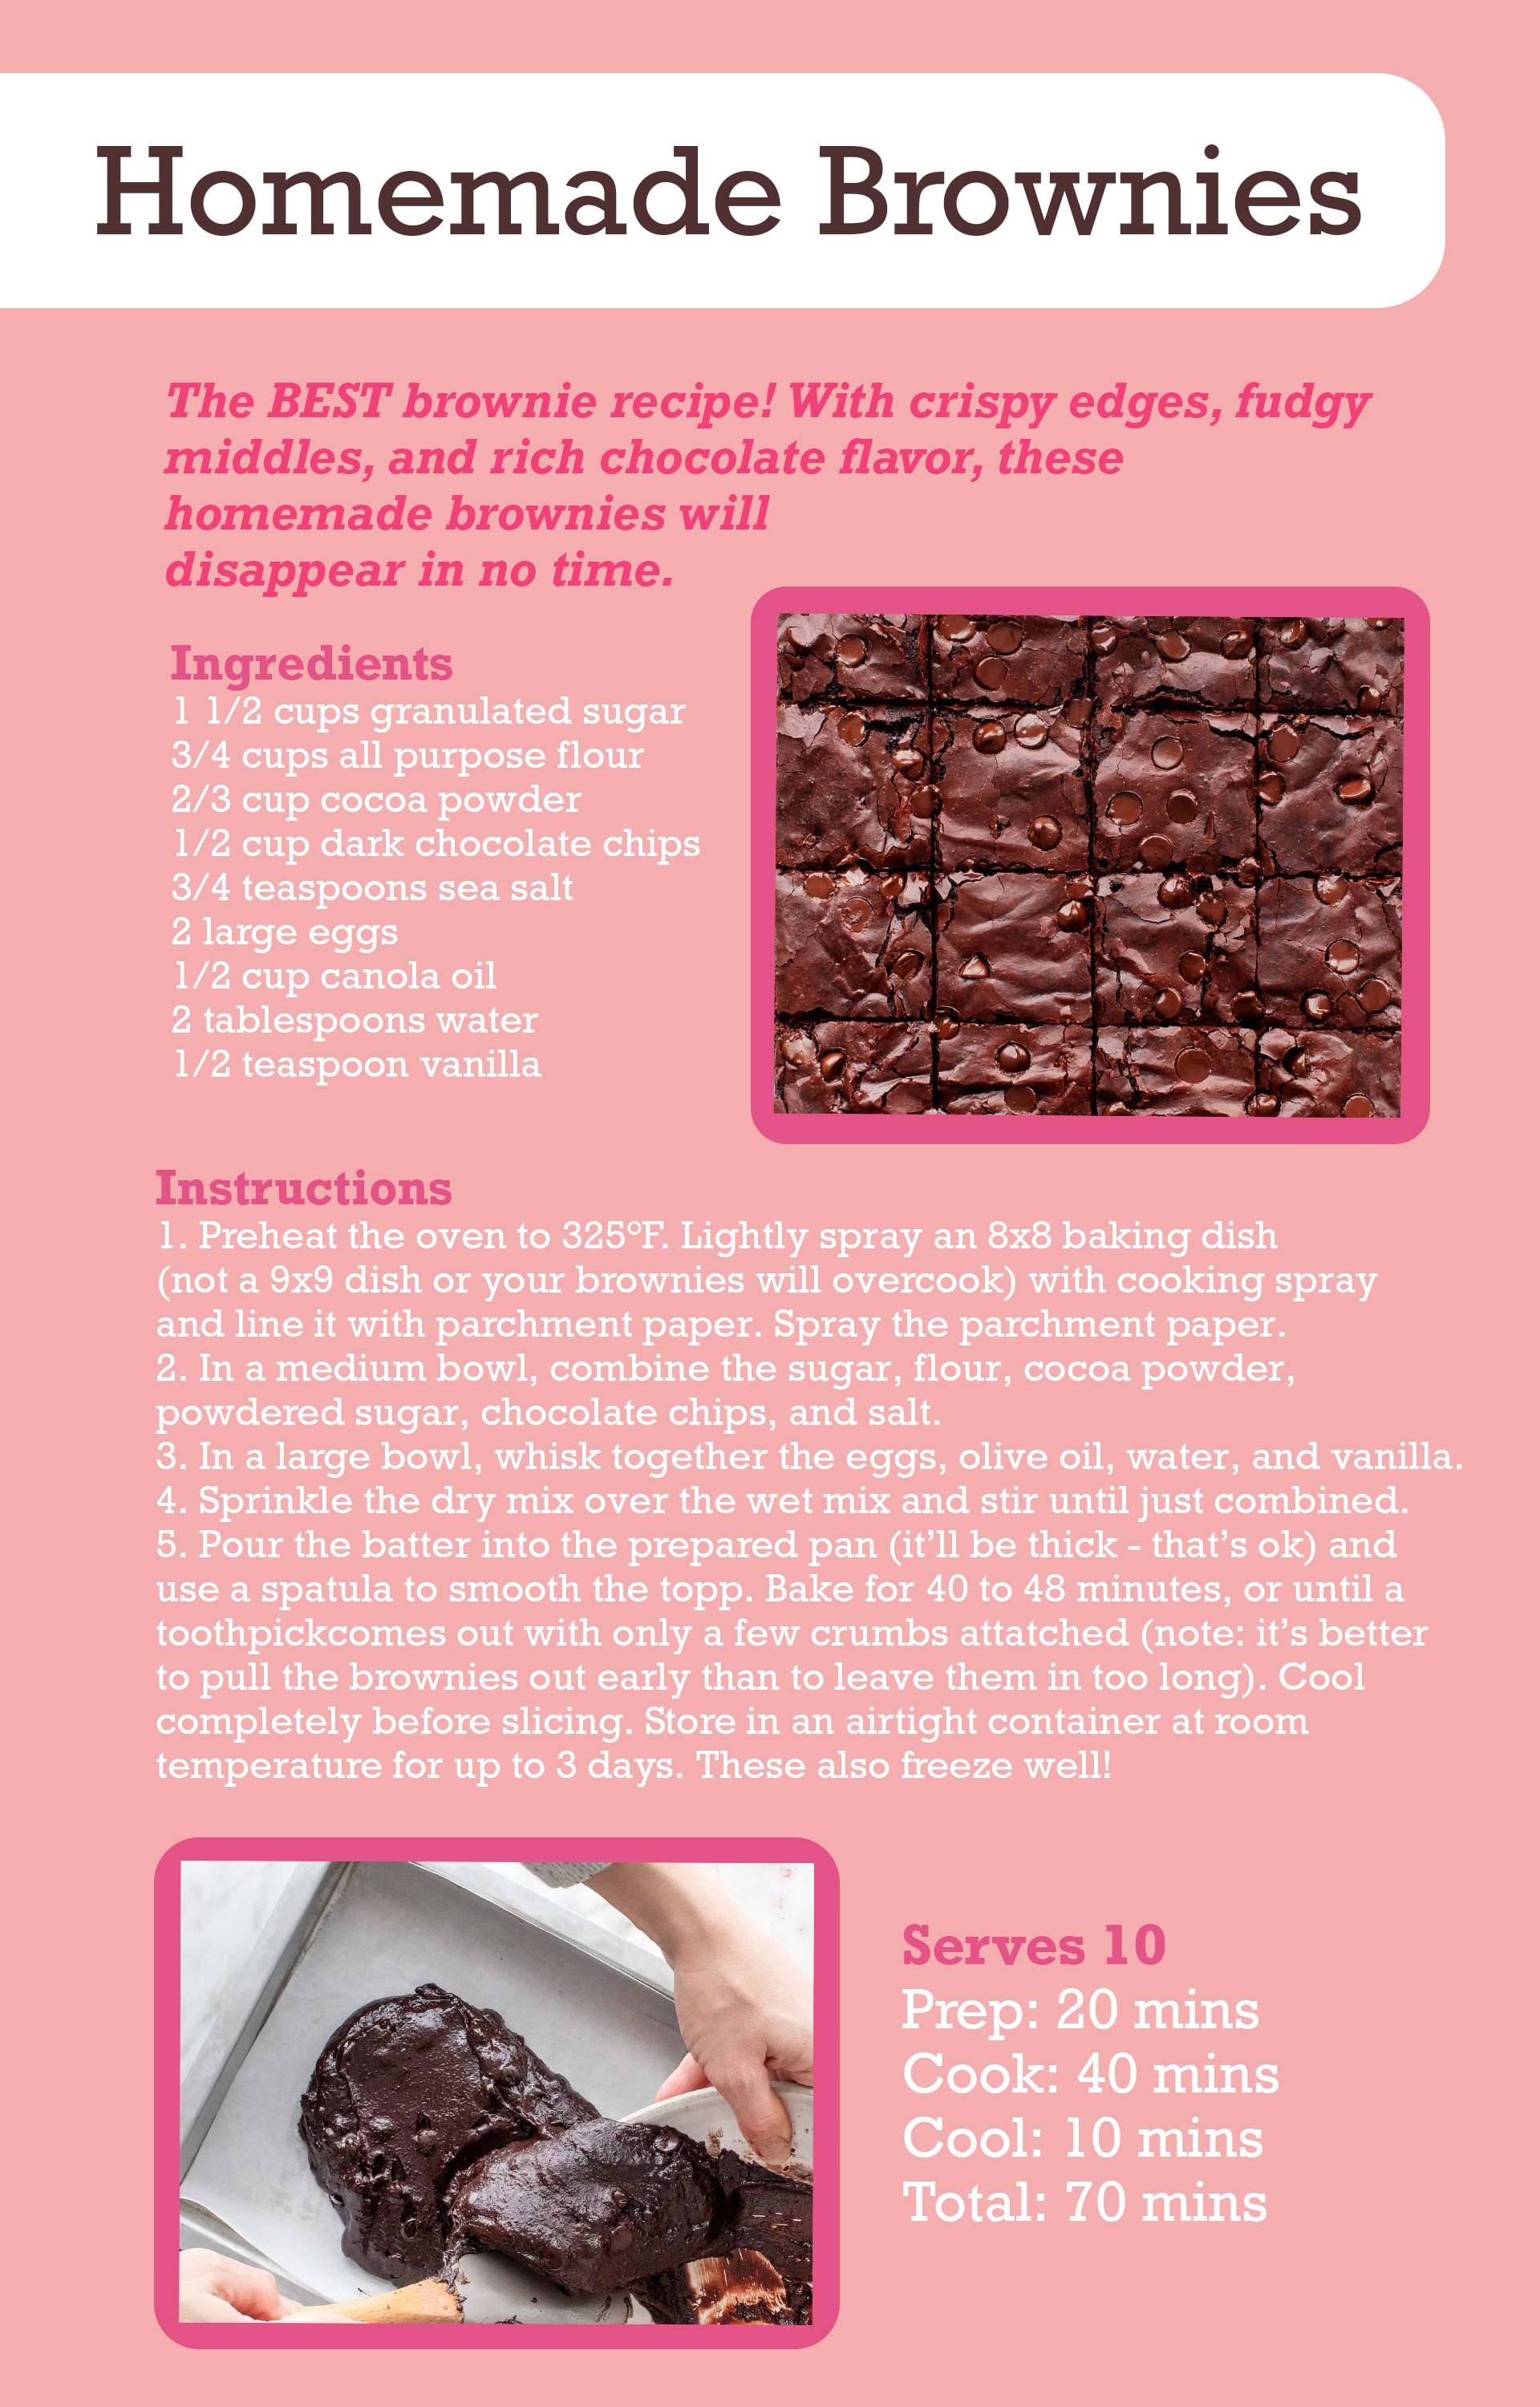 Homemade Brownies
The BEST brownie recipe! With crispy edges, fudgy
middles, and rich chocolate flavor, these
homemade brownies will
disappear in no time.
Ingredients
1 1/2 cups granulated sugar
3/4 cups all purpose flour
2/3 cup cocoa powder
1/2 cup dark chocolate chips
3/4 teaspoons sea salt
2 large eggs
1/2 cup canola oil
2 tablespoons water
1/2 teaspoon vanilla
Instructions
1. Preheat the oven to 325°F. Lightly spray an 8x8 baking dish
(not a 9x9 dish or your brownies will overcook) with cooking spray
and line it with parchment paper. Spray the parchment paper.
2. In a medium bowl, combine the sugar, flour, cocoa powder,
powdered sugar, chocolate chips, and salt.
3. In a large bowl, whisk together the eggs, olive oil, water, and vanilla.
4. Sprinkle the dry mix over the wet mix and stir until just combined.
5. Pour the batter into the prepared pan (it’ll be thick - that’s ok) and
use a spatula to smooth the topp. Bake for 40 to 48 minutes, or until a
toothpickcomes out with only a few crumbs attatched (note: it’s better
to pull the brownies out early than to leave them in too long). Cool
completely before slicing. Store in an airtight container at room
temperature for up to 3 days. These also freeze well!
Serves 10
Prep: 20 mins
Cook: 40 mins
Cool: 10 mins
Total: 70 mins